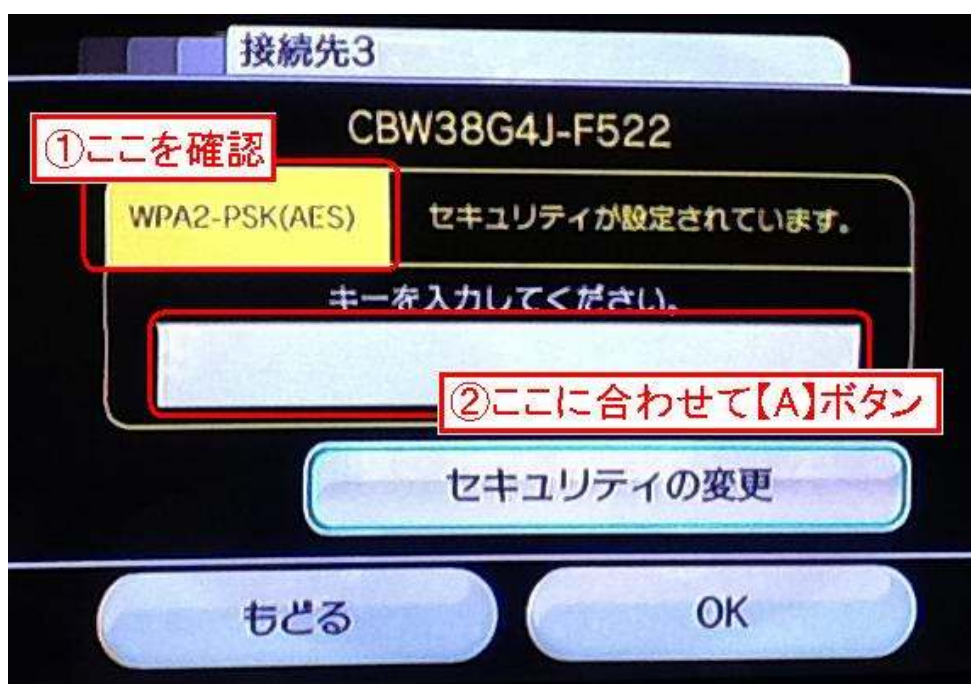 接続先3
CBW38G4J-F522
①ここを確認
WPA2-PSK(AES)
セキュリティが設定されています。
キーを入力してください。
②ここに合わせて【A】ボタン
セキュリティの変更
もどる
OK